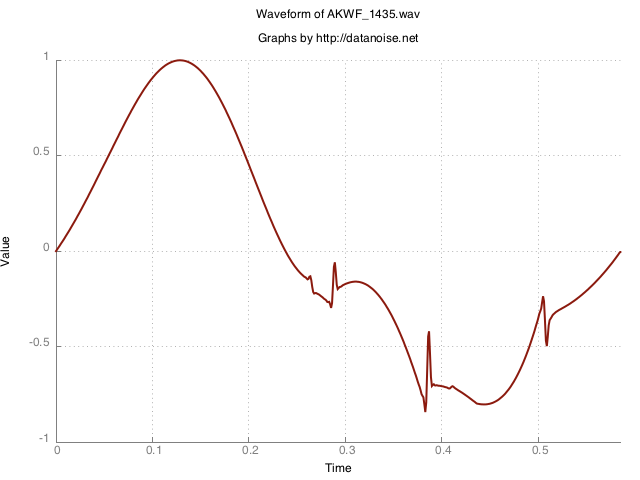 Waveform of AKWF_1435.wav
Graphs by http://datanoise.net
1
0.5
0
-0.5
-1
Value
0 0.1 0.2 0.3 0.4 0.5
Time